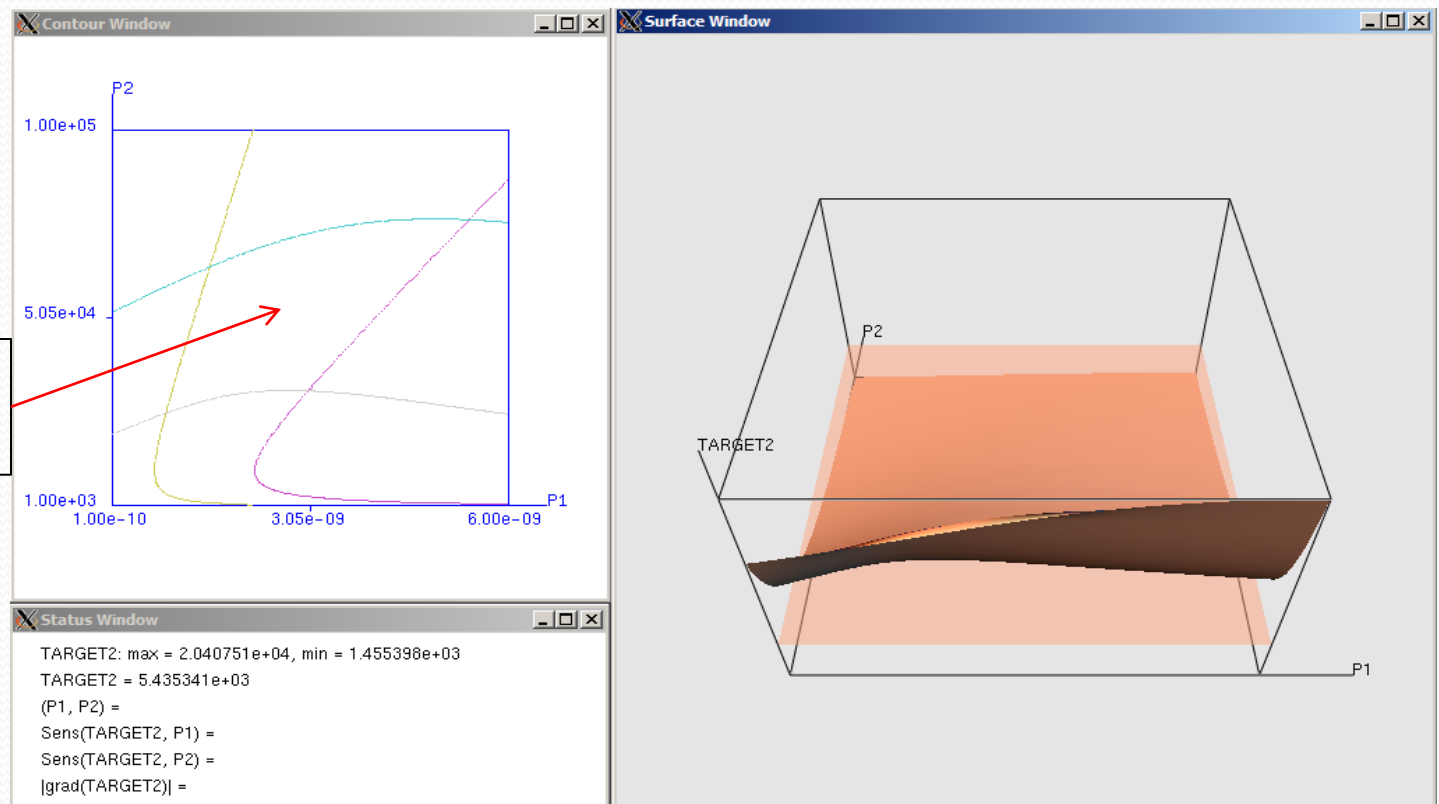 Contour Window
P2
1.00e+05
5.05e+04
1.00e+03
P1
1.00e-10
3.05e-09
6.00e-09
Status Window
TARGET2: max = 2.040751e+04, min = 1.455398e+03
TARGET2 = 5.435341e+03
(P1, P2) =
Sens(TARGET2, P1) =
Sens(TARGET2, P2) =
|grad(TARGET2)| =
Surface Window
P2
TARGET2
P1